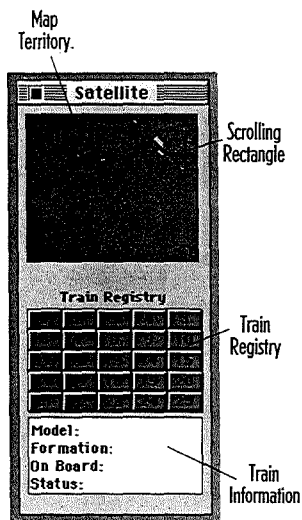 Map
Territory.
Satellite
Scrolling
Rectangle
Train Registry
Train
Registry
Model:
Formation:
On Board:
Status:
Train
Information